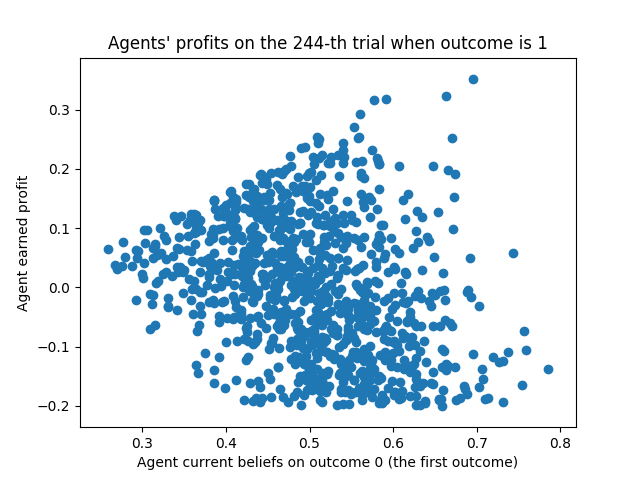 Agents' profits on the 244-th trial when outcome is 1
Agent earned profit
0.3
0.2
0.1
0.0
−0.1
−0.2
0.3 0.4 0.5 0.6 0.7 0.8
Agent current beliefs on outcome 0 (the first outcome)